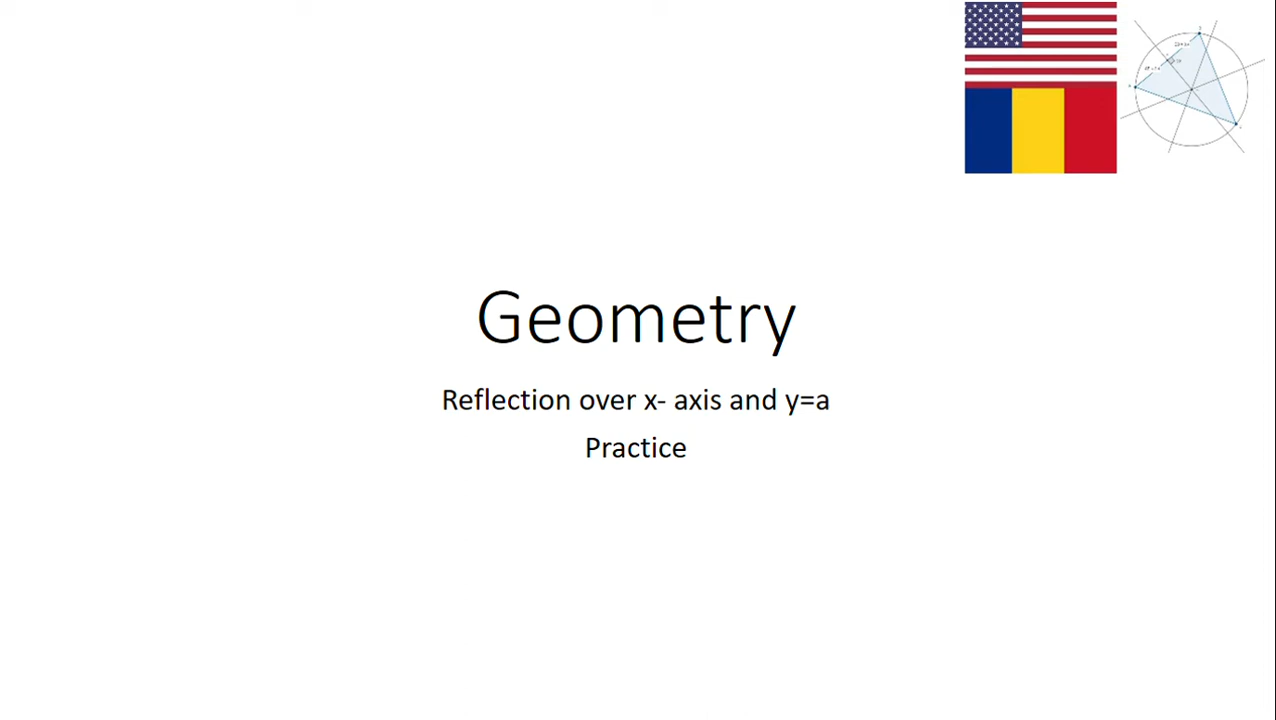 Geometry
Reflection over x- axis and y=a
Practice